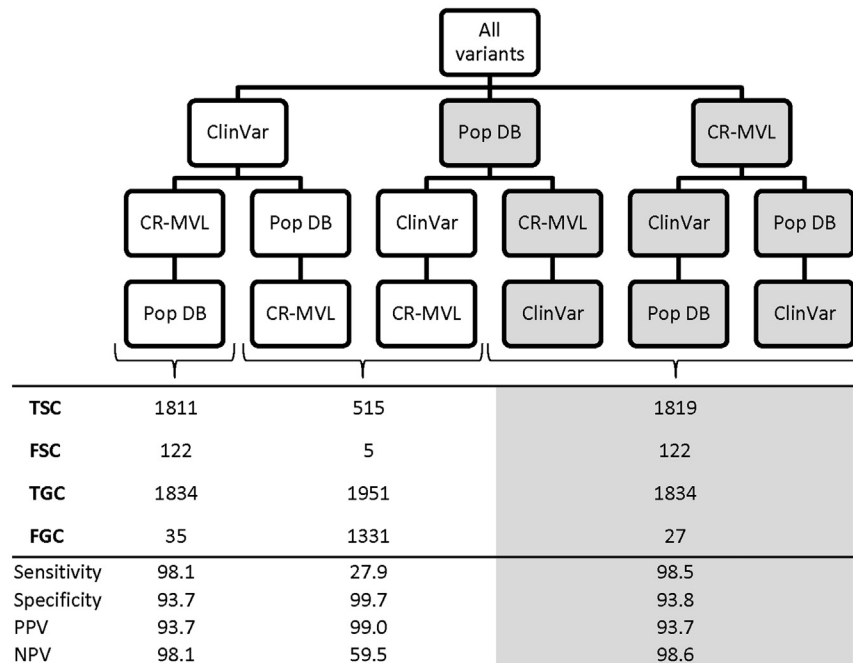 All
variants
ClinVar Pop DB CR-MVL
CR-MVL Pop DB ClinVar CR-MVL ClinVar Pop DB
Pop DB CR-MVL CR-MVL ClinVar Pop DB ClinVar
TSC 1811 515 1819
FSC 122 5 122
TGC 1834 1951 1834
FGC 35 1331 27
Sensitivity 98.1 27.9 98.5
Specificity 93.7 99.7 93.8
PPV 93.7 99.0 93.7
NPV 98.1 59.5 98.6